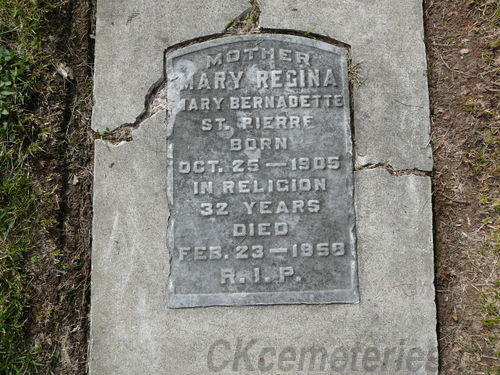 MOTHER
MARY REGINA
MARY BERNADETTE
ST. PIERRE
BORN
OCT. 25—1905
IN RELIGION
32 YEARS
DIED
FEB. 23—1958
R.I.P.
CKcemeteries